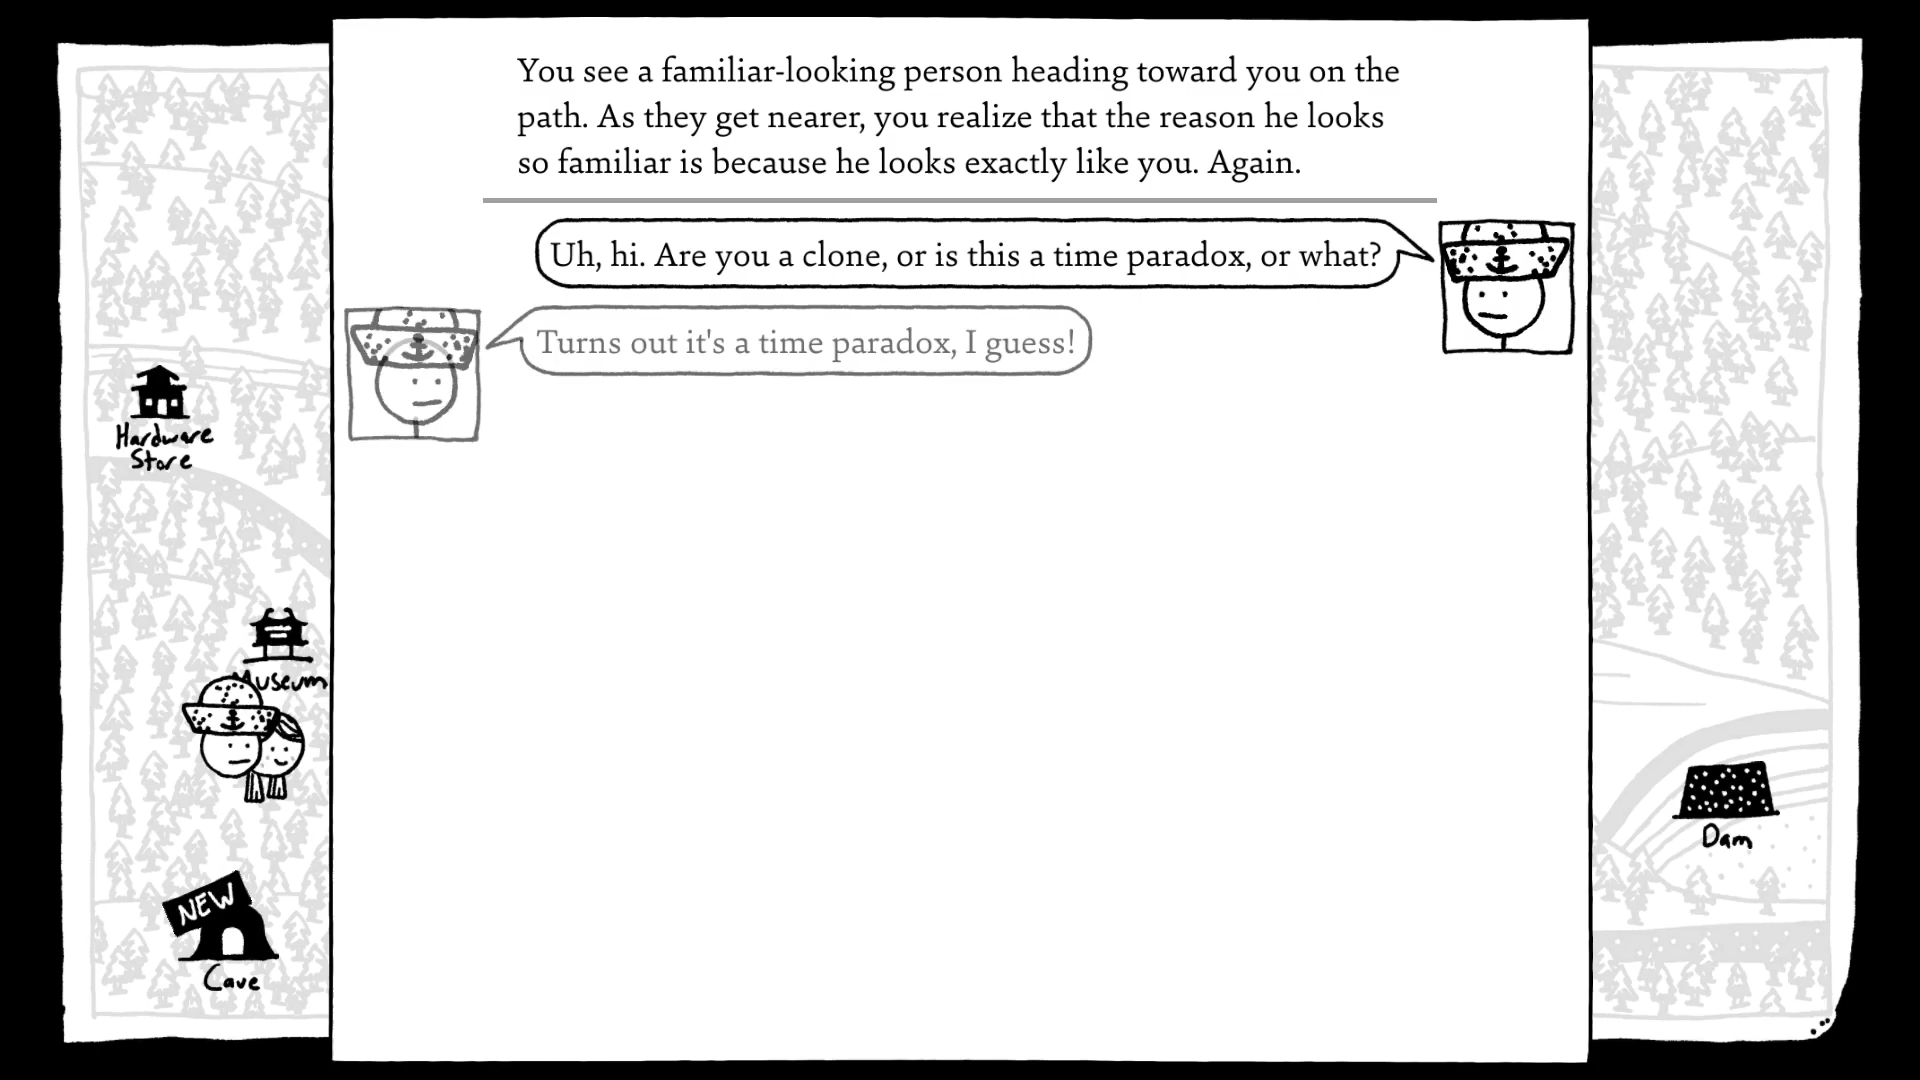 You see a familiar-looking person heading toward you on the
path. As they get nearer, you realize that the reason he looks
so familiar is because he looks exactly like you. Again.
Uh, hi. Are you a clone, or is this a time paradox, or what?
Turns out it's a time paradox, I guess!
Hardware
Store
Museum
NEW
Cave
Dam